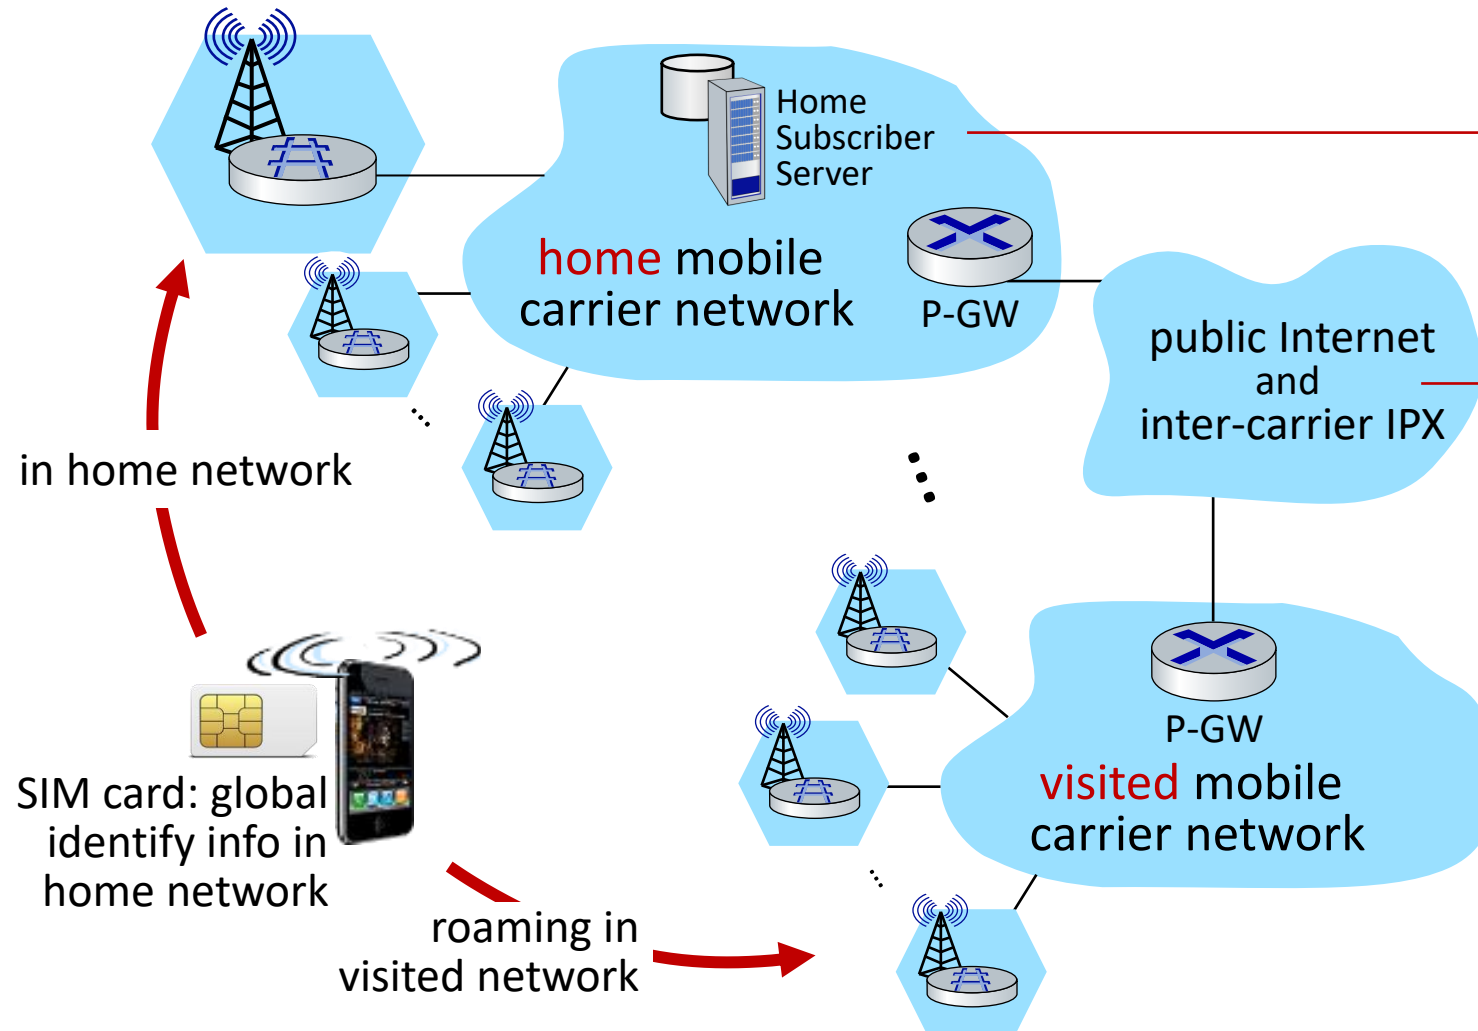 Home
Subscriber
Server
home mobile
carrier network
P-GW
public Internet
and
inter-carrier IPX
in home network
SIM card: global
identify info in
home network
P-GW
visited mobile
carrier network
roaming in
visited network